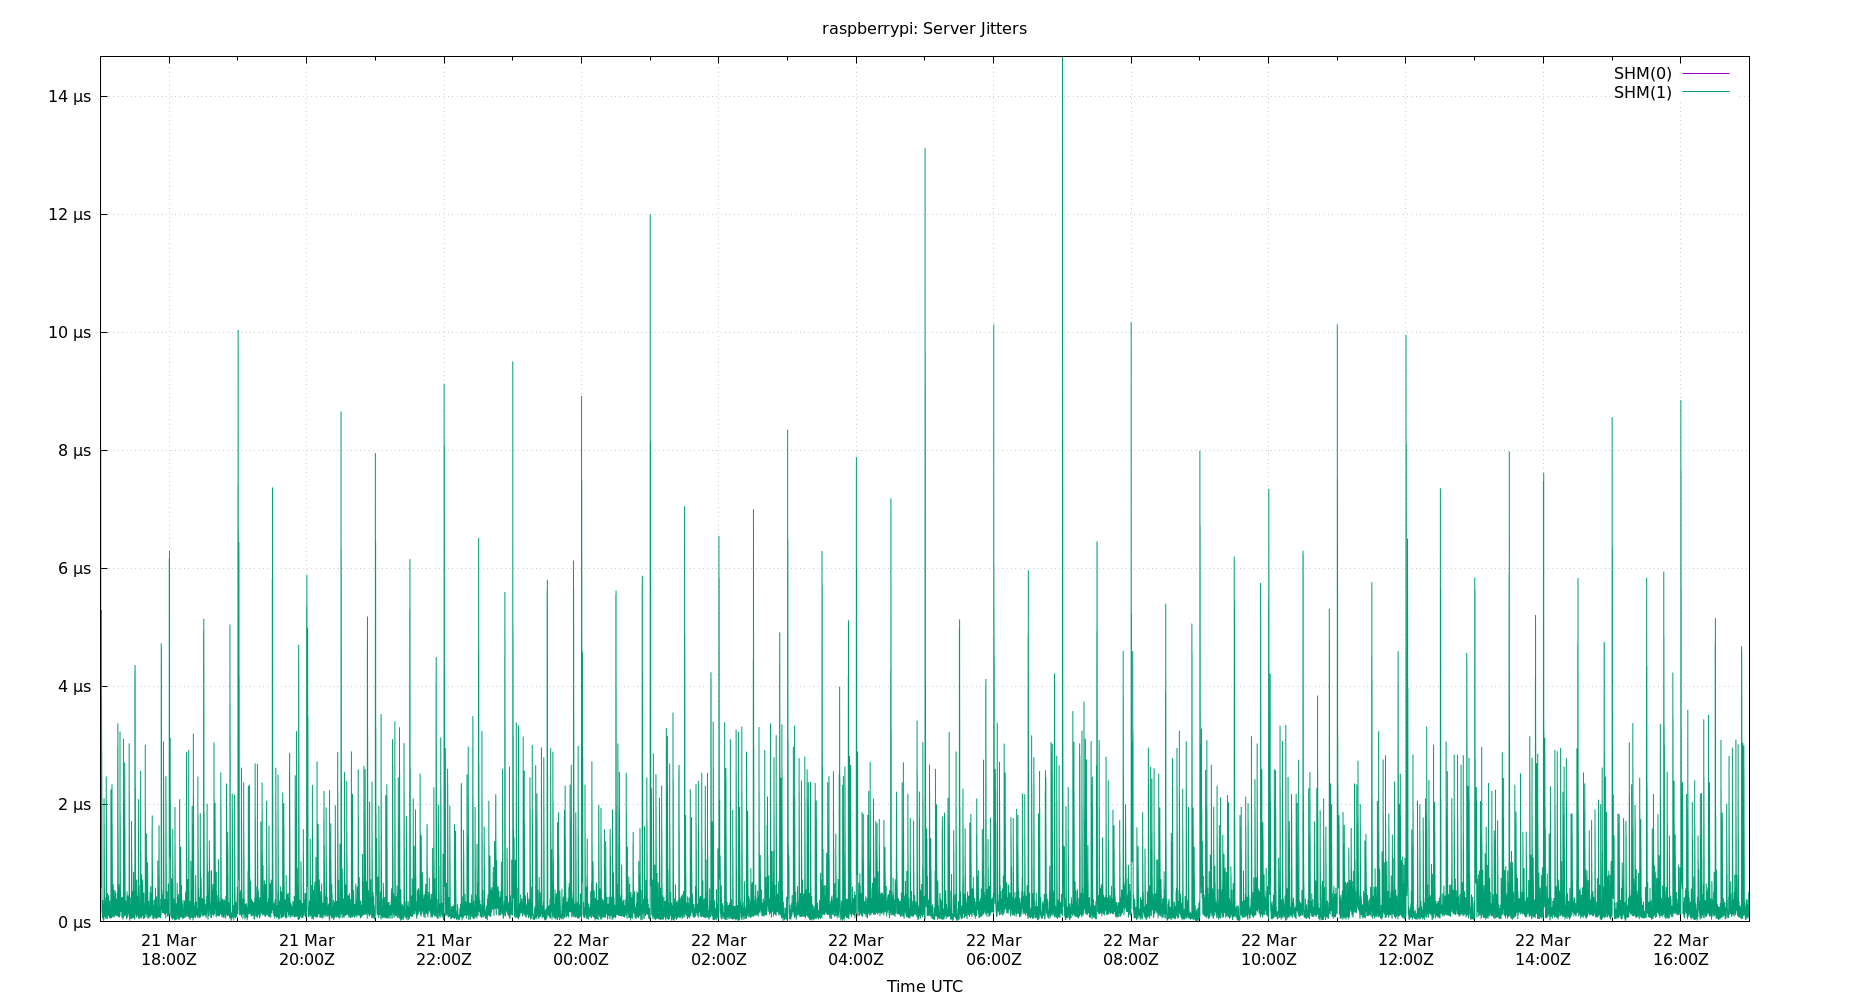 raspberrypi: Server Jitters
SHM(0)
SHM(1)
14 µs
12 µs
10 µs
8 µs
6 µs
4 µs
2 µs
0 µs
21 Mar 21 Mar 21 Mar 22 Mar 22 Mar 22 Mar 22 Mar 22 Mar 22 Mar 22 Mar 22 Mar 22 Mar
18:00Z 20:00Z 22:00Z 00:00Z 02:00Z 04:00Z 06:00Z 08:00Z 10:00Z 12:00Z 14:00Z 16:00Z
Time UTC